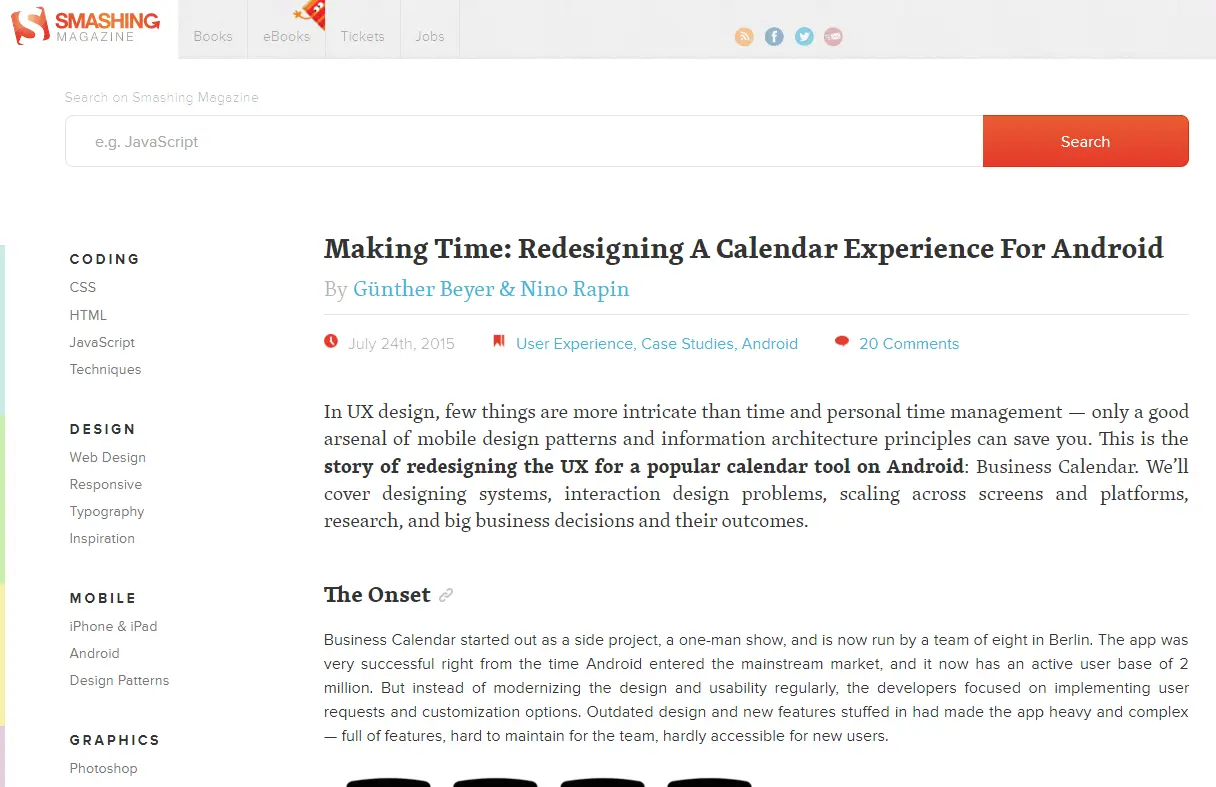 SMASHING
MAGAZINE
Books
eBooks
Tickets
Jobs
Search on Smashing Magazine
e.g. JavaScript
Search
CODING
CSS
HTML
JavaScript
Techniques
DESIGN
Web Design
Responsive
Typography
Inspiration
MOBILE
iPhone & iPad
Android
Design Patterns
GRAPHICS
Photoshop
Making Time: Redesigning A Calendar Experience For Android
By Günther Beyer & Nino Rapin
July 24th, 2015
User Experience, Case Studies, Android
20 Comments
In UX design, few things are more intricate than time and personal time management — only a good
arsenal of mobile design patterns and information architecture principles can save you. This is the
story of redesigning the UX for a popular calendar tool on Android: Business Calendar. We’ll
cover designing systems, interaction design problems, scaling across screens and platforms,
research, and big business decisions and their outcomes.
The Onset
Business Calendar started out as a side project, a one-man show, and is now run by a team of eight in Berlin. The app was
very successful right from the time Android entered the mainstream market, and it now has an active user base of 2
million. But instead of modernizing the design and usability regularly, the developers focused on implementing user
requests and customization options. Outdated design and new features stuffed in had made the app heavy and complex
— full of features, hard to maintain for the team, hardly accessible for new users.